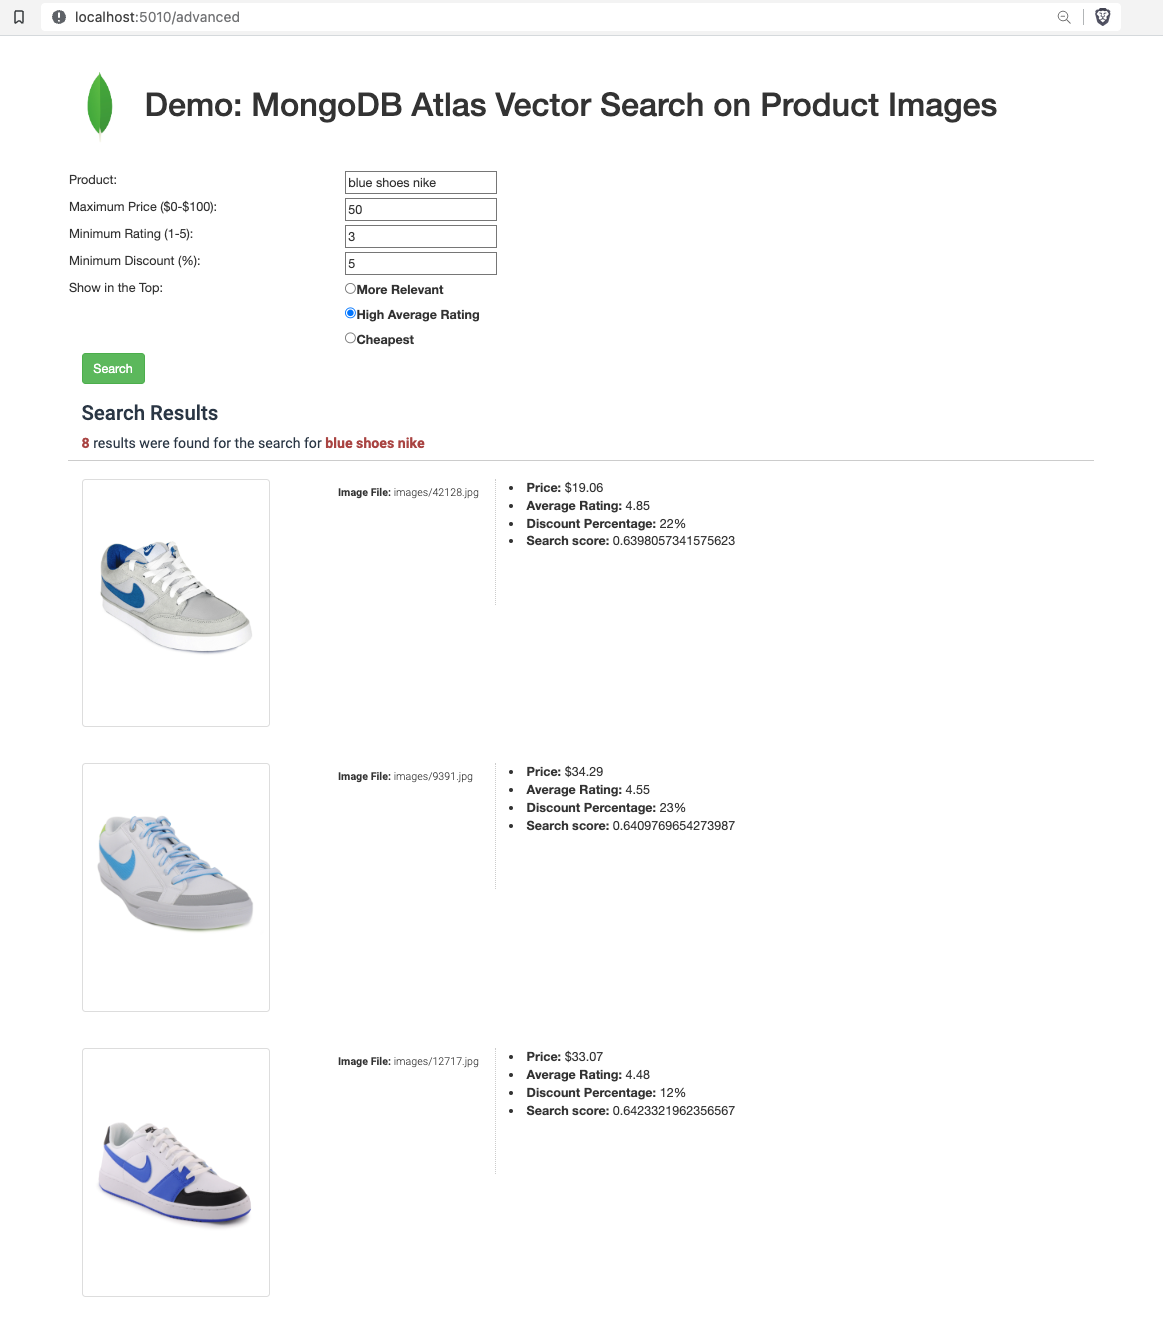 localhost:5010/advanced
Demo: MongoDB Atlas Vector Search on Product Images
Product: blue shoes nike
Maximum Price ($0-$100): 50
Minimum Rating (1-5): 3
Minimum Discount (%): 5
Show in the Top: More Relevant
High Average Rating
Cheapest
Search
Search Results
8 results were found for the search for blue shoes nike
Image File: images/42128.jpg
Price: $19.06
Average Rating: 4.85
Discount Percentage: 22%
Search score: 0.6398057341575623
Image File: images/9391.jpg
Price: $34.29
Average Rating: 4.55
Discount Percentage: 23%
Search score: 0.6409769654273987
Image File: images/12717.jpg
Price: $33.07
Average Rating: 4.48
Discount Percentage: 12%
Search score: 0.6423321962356567